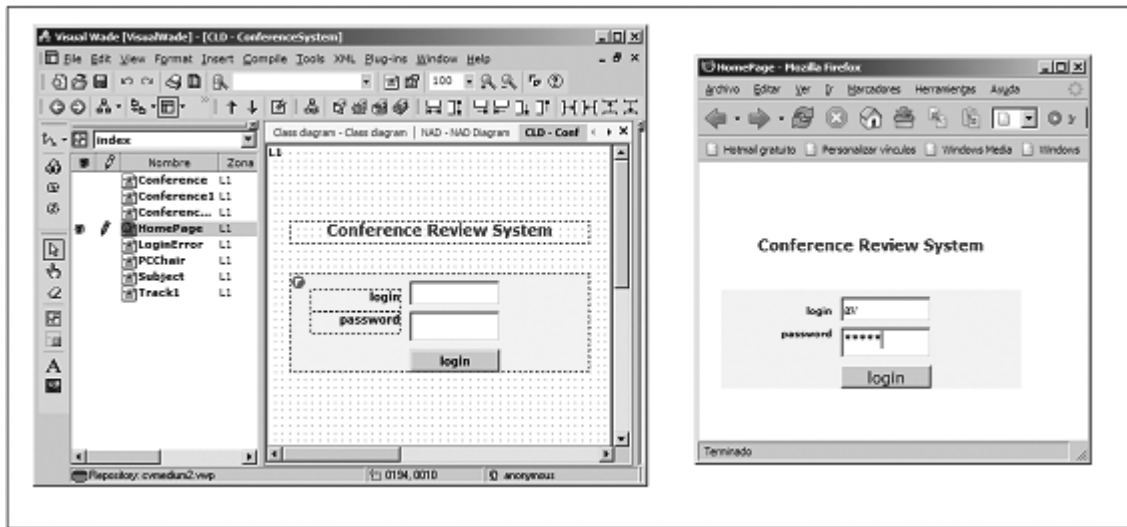 Visual Wade [VisualWade] - [CLD - ConferenceSystem]
File Edit View Format Insert Compile Tools XML Plug-ins Window Help
100
index
Class diagram - Class diagram | NAD - NAD Diagram | CLD - Conf
Nombre Zona
Conference L1
Conference1 L1
Conferenc... L1
HomePage L1
LoginError L1
PCChair L1
Subject L1
Track1 L1
L1
Conference Review System
login
password
login
Repository: cvmedium2.vwp
0194, 0010
anonymous
HomePage - Mozilla Firefox
Archivo Editar Ver Ir Marcadores Herramientas Ayuda
Hotmail gratuito Personalizar vínculos Windows Media Windows
Conference Review System
login
password *****
login
Terminado